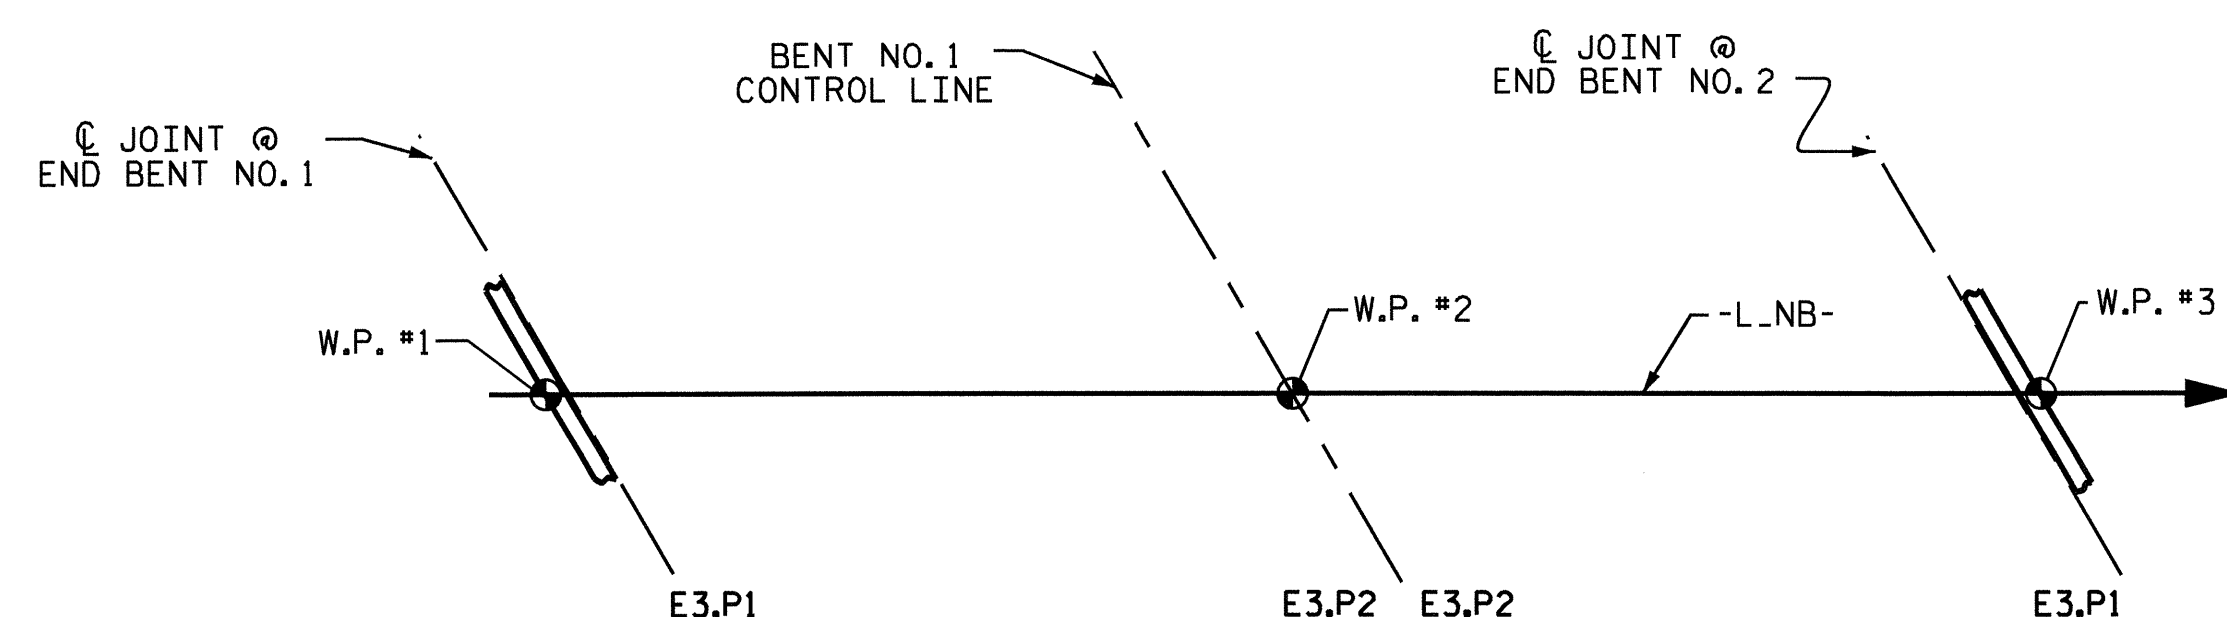 ℄ JOINT @
END BENT NO. 1
BENT NO. 1
CONTROL LINE
℄ JOINT @
END BENT NO. 2
W.P. #1
W.P. #2
-L_NB-
W.P. #3
E3.P1
E3.P2 E3.P2
E3.P1